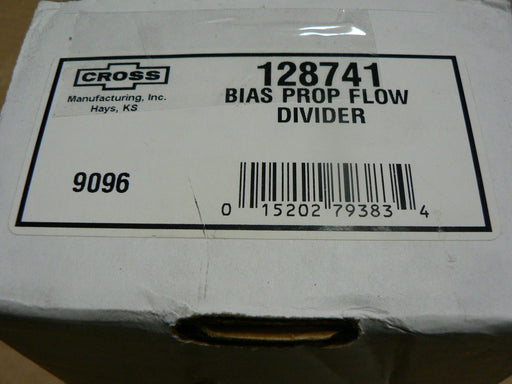 CROSS
Manufacturing, Inc.
Hays, KS
128741
BIAS PROP FLOW
DIVIDER
9096
0 15202 79383 4